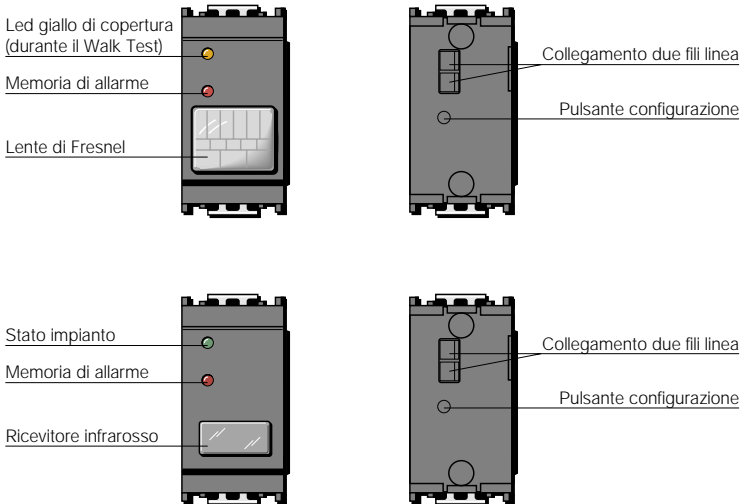 Led giallo di copertura
(durante il Walk Test)
Memoria di allarme
Lente di Fresnel
Collegamento due fili linea
Pulsante configurazione
Stato impianto
Memoria di allarme
Ricevitore infrarosso
Collegamento due fili linea
Pulsante configurazione